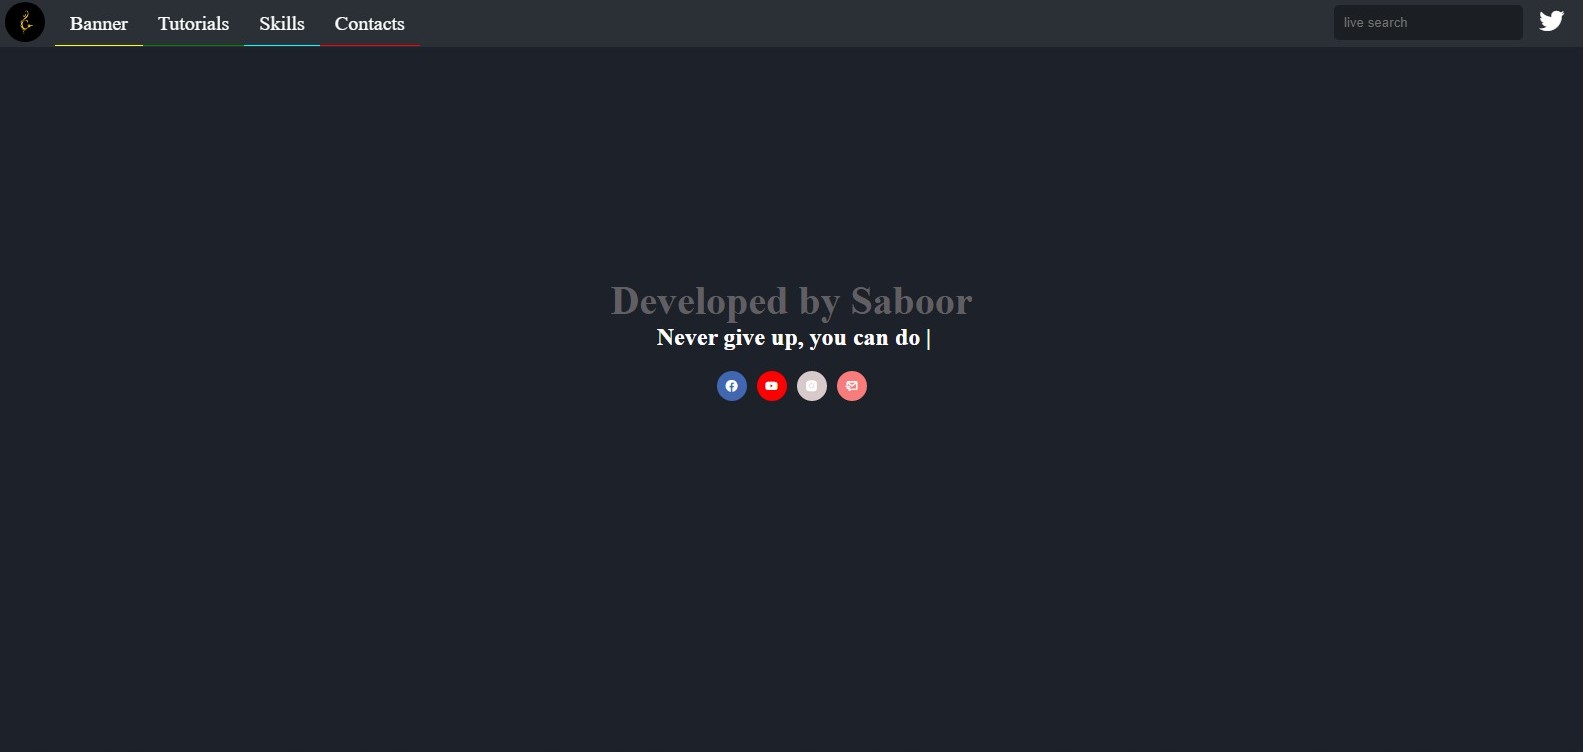 Banner Tutorials Skills Contacts live search
Developed by Saboor
Never give up, you can do |